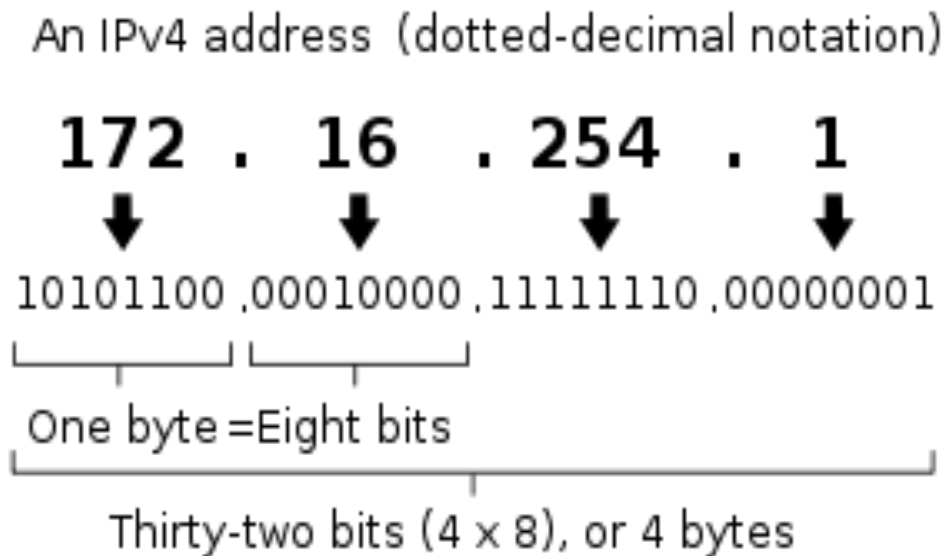 An IPv4 address (dotted-decimal notation)
172 . 16 . 254 . 1
10101100 .00010000 .11111110 .00000001
One byte =Eight bits
Thirty-two bits (4 x 8), or 4 bytes